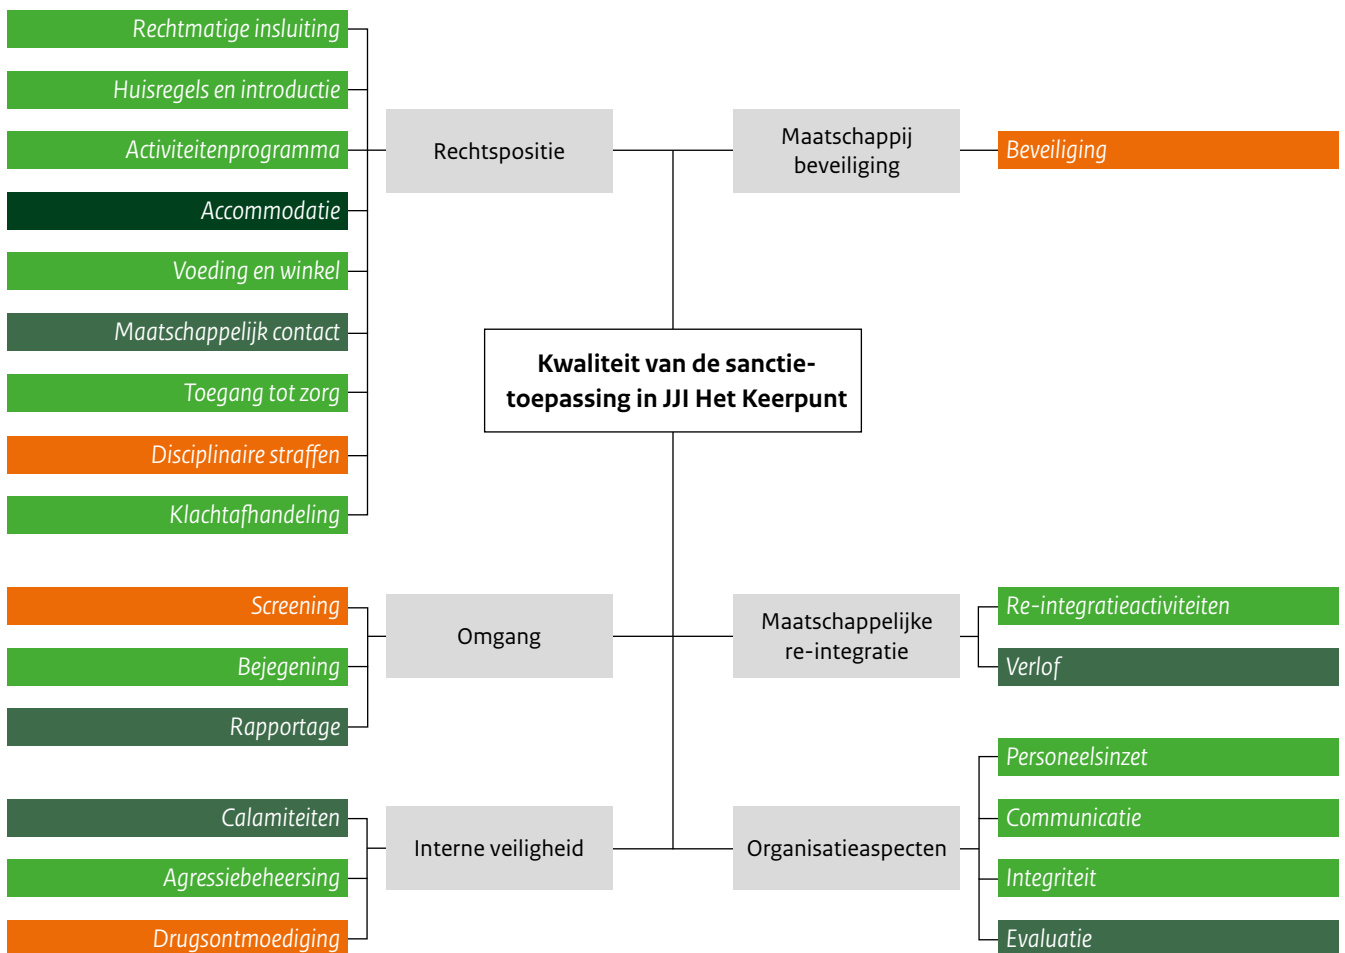 Rechtmatige insluiting
Huisregels en introductie
Activiteitenprogramma
Accommodatie
Voeding en winkel
Maatschappelijk contact
Toegang tot zorg
Disciplinaire straffen
Klachtafhandeling
Rechtspositie
Maatschappij
beveiliging
Beveiliging
Kwaliteit van de sanctie-
toepassing in JJI Het Keerpunt
Screening
Bejegening
Rapportage
Omgang
Maatschappelijke
re-integratie
Re-integratieactiviteiten
Verlof
Calamiteiten
Agressiebeheersing
Drugsontmoediging
Interne veiligheid
Organisatieaspecten
Personeelsinzet
Communicatie
Integriteit
Evaluatie